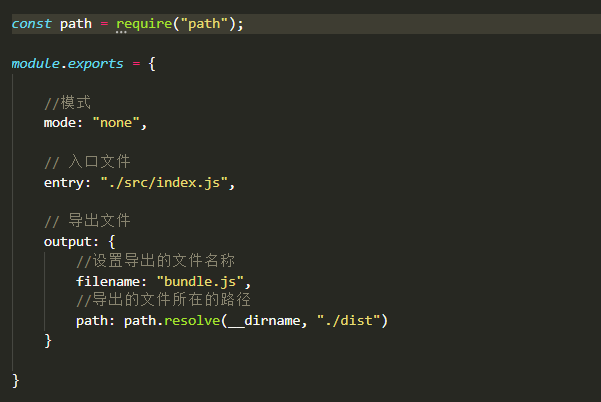 const path = require("path");
module.exports = {
//模式
mode: "none",
// 入口文件
entry: "./src/index.js",
// 导出文件
output: {
//设置导出的文件名称
filename: "bundle.js",
//导出的文件所在的路径
path: path.resolve(__dirname, "./dist")
}
}